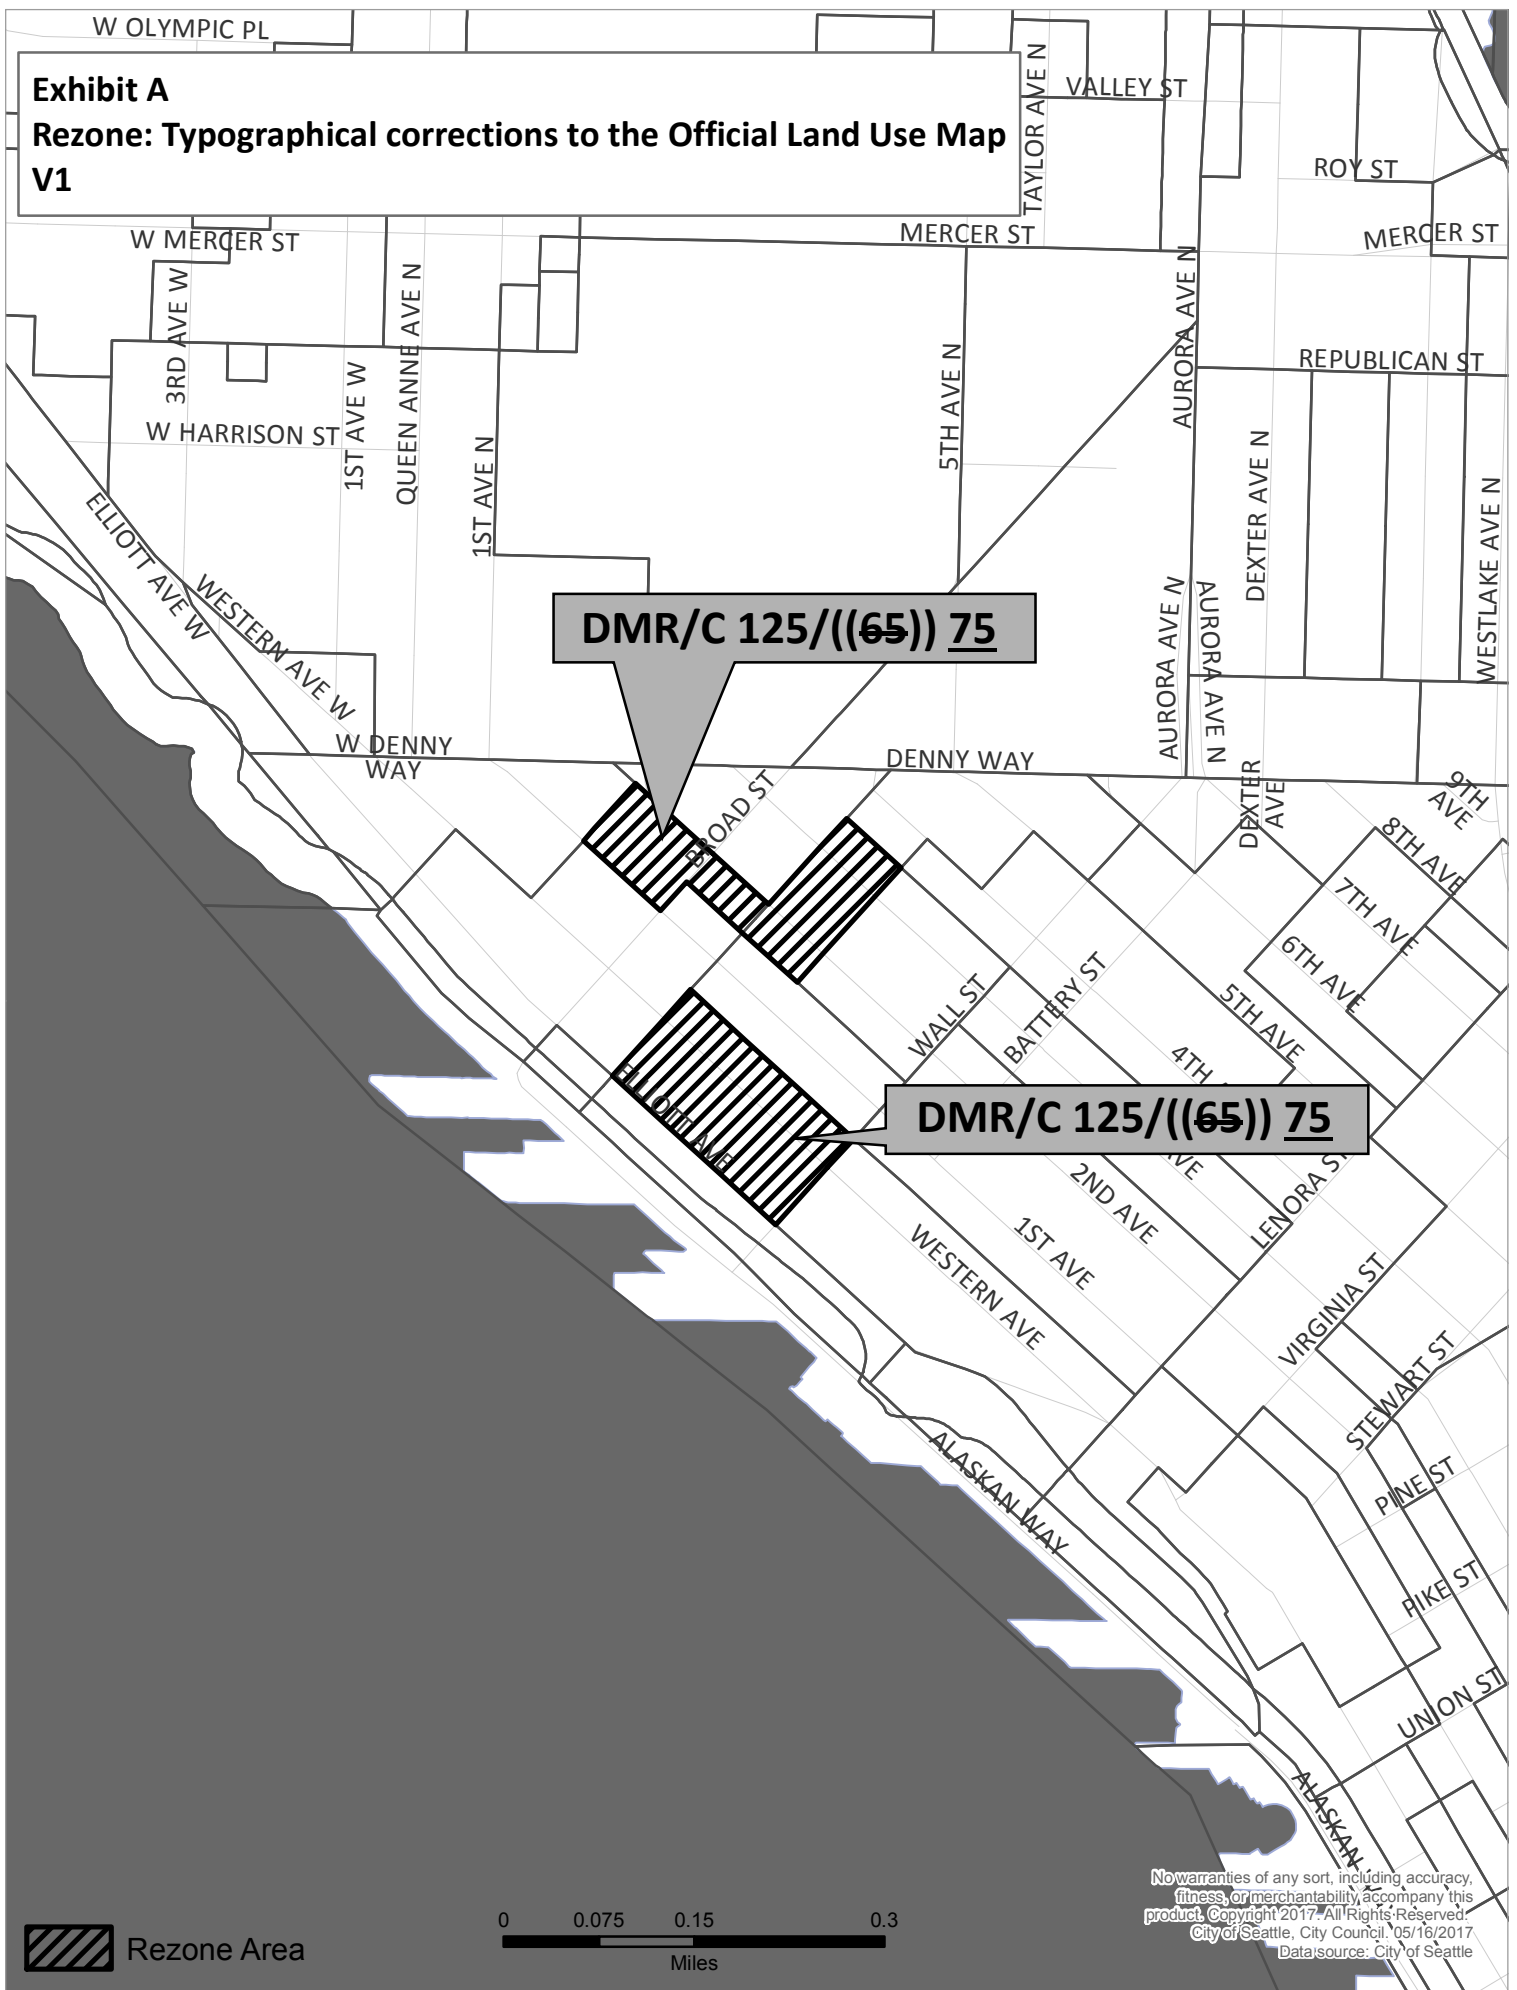 W OLYMPIC PL
Exhibit A
Rezone: Typographical corrections to the Official Land Use Map
V1
TAYLOR AVE N
VALLEY ST
ROY ST
W MERCER ST
MERCER ST
MERCER ST
3RD AVE W
1ST AVE W
QUEEN ANNE AVE N
1ST AVE N
5TH AVE N
AURORA AVE N
REPUBLICAN ST
W HARRISON ST
DEXTER AVE N
WESTLAKE AVE N
ELLIOTT AVE W
WESTERN AVE W
AURORA AVE N
AURORA AVE N
DMR/C 125/((65)) 75
W DENNY
WAY
DENNY WAY
BROAD ST
DEXTER
AVE
9TH
AVE
8TH AVE
7TH AVE
6TH AVE
5TH AVE
4TH
WALL ST
BATTERY ST
ELLIOTT AVE
DMR/C 125/((65)) 75
AVE
2ND AVE
1ST AVE
WESTERN AVE
LENORA ST
VIRGINIA ST
STEWART ST
PINE ST
PIKE ST
UNION ST
ALASKAN WAY
ALASKAN
No warranties of any sort, including accuracy,
fitness, or merchantability accompany this
product. Copyright 2017. All Rights Reserved.
City of Seattle, City Council. 05/16/2017
Data source: City of Seattle
Rezone Area
0 0.075 0.15 0.3
Miles